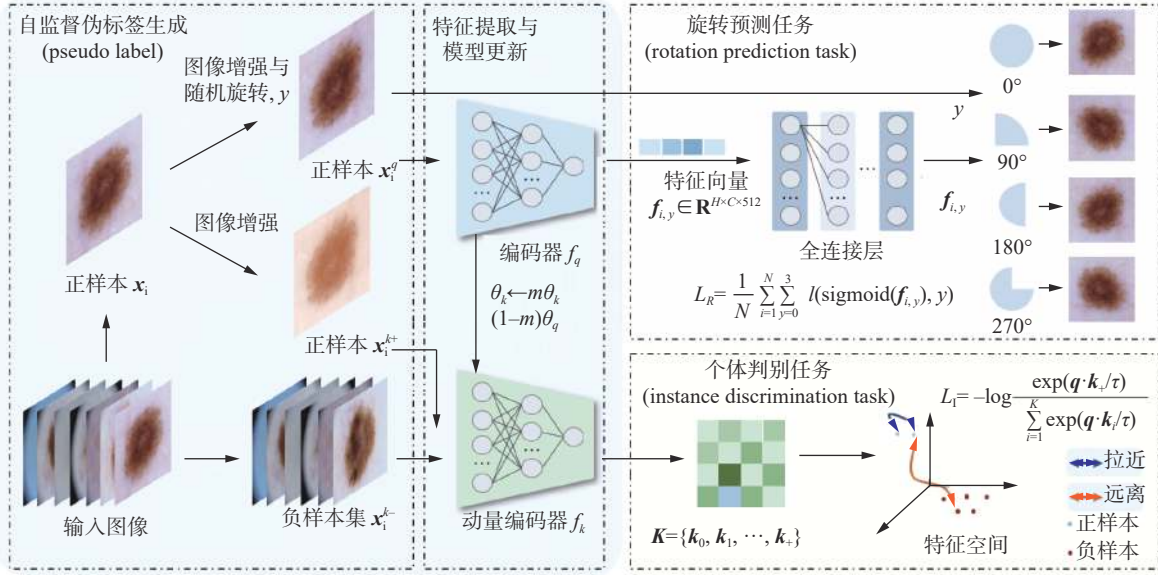 自监督伪标签生成
(pseudo label)
图像增强与
随机旋转, y
正样本 x_i^q
图像增强
正样本 x_i
正样本 x_i^{k+}
输入图像
负样本集 x_i^{k−}
特征提取与
模型更新
编码器 f_q
θ_k←mθ_k
(1−m)θ_q
动量编码器 f_k
旋转预测任务
(rotation prediction task)
y
特征向量
f_{i,y}∈R^{H×C×512}
···
···
···
···
全连接层
f_{i,y}
L_R= 1/N ∑_{i=1}^{N} ∑_{y=0}^{3} l(sigmoid(f_{i,y}), y)
0°
90°
180°
270°
个体判别任务
(instance discrimination task)
L_I= −log exp(q·k_+/τ) / ∑_{i=1}^{K} exp(q·k_i/τ)
K={k_0, k_1, ···, k_+}
特征空间
拉近
远离
正样本
负样本